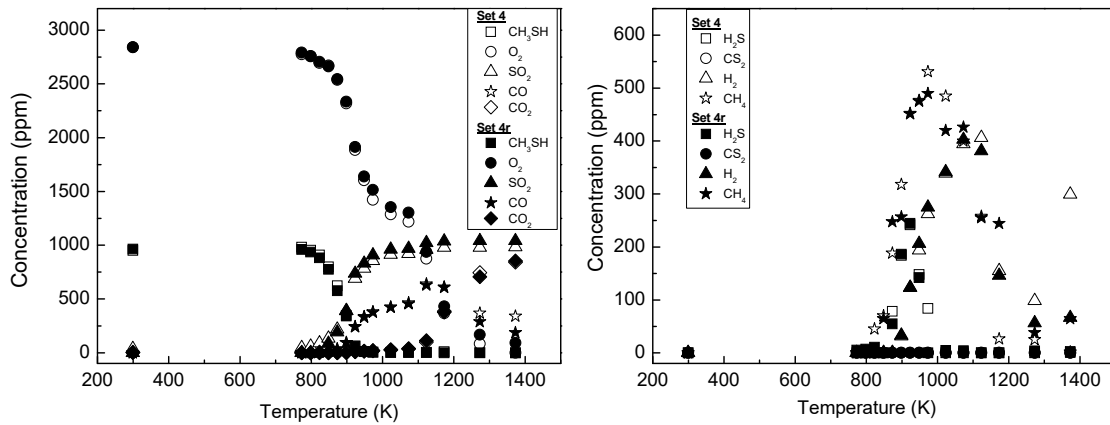 3000
2500
2000
1500
1000
500
0
Concentration (ppm)
200
400
600
800
1000
1200
1400
Temperature (K)
Set 4
CH₃SH
O₂
SO₂
CO
CO₂
Set 4r
CH₃SH
O₂
SO₂
CO
CO₂
600
500
400
300
200
100
0
Concentration (ppm)
200
400
600
800
1000
1200
1400
Temperature (K)
Set 4
H₂S
CS₂
H₂
CH₄
Set 4r
H₂S
CS₂
H₂
CH₄